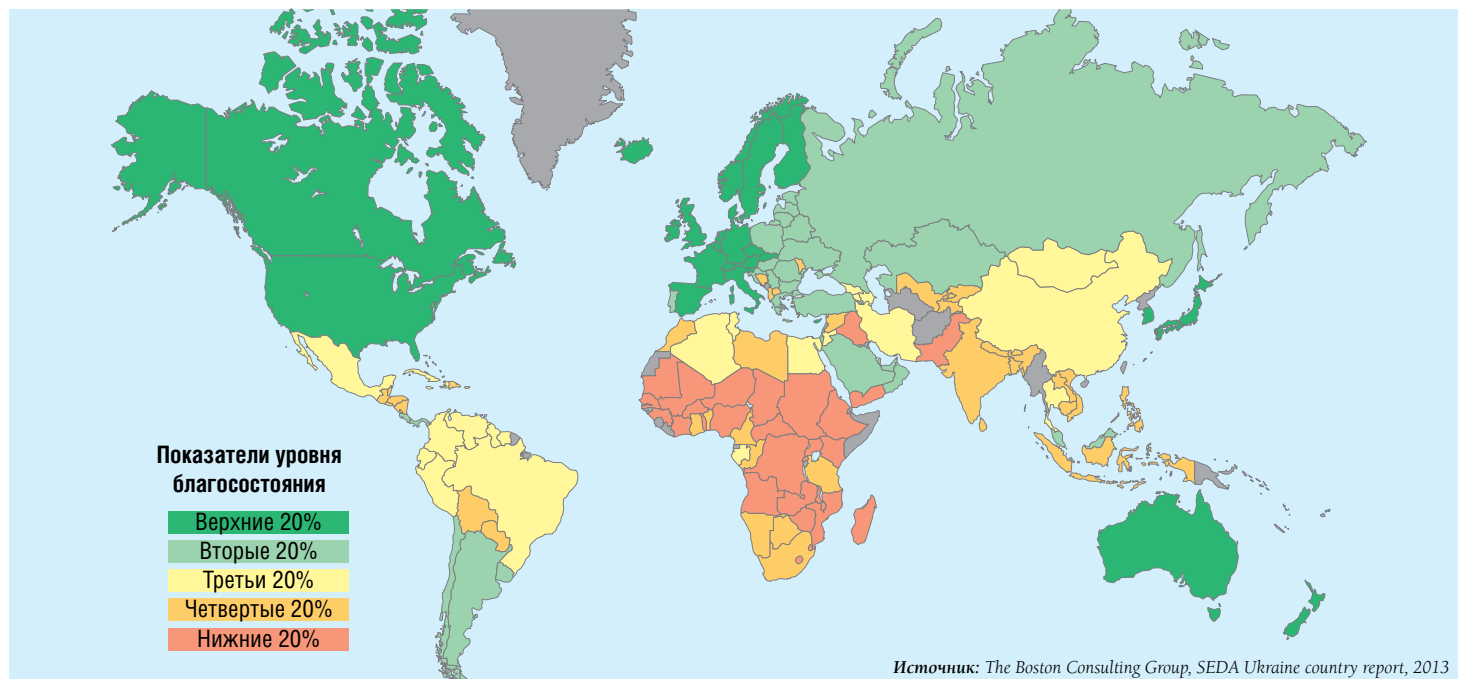 Показатели уровня
благосостояния
Верхние 20%
Вторые 20%
Третьи 20%
Четвертые 20%
Нижние 20%
Источник: The Boston Consulting Group, SEDA Ukraine country report, 2013